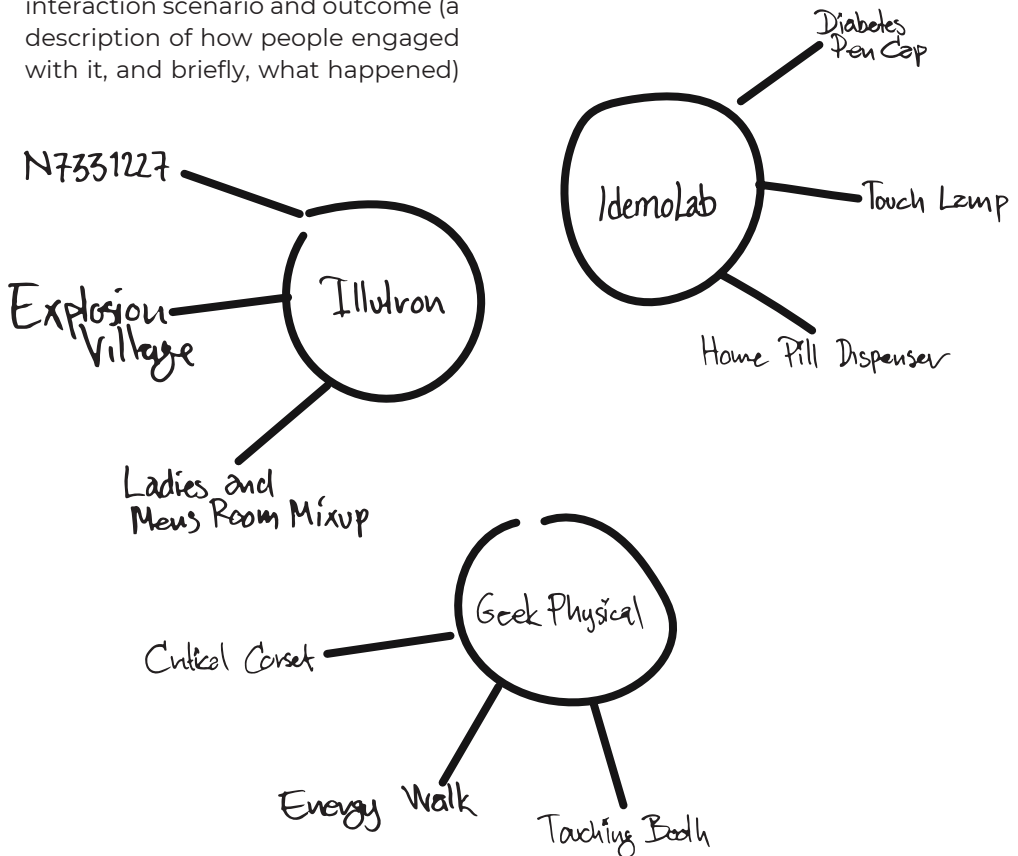 interaction scenario and outcome (a
description of how people engaged
with it, and briefly, what happened)
Diabetes
Pen Cap
N7331227
IdemoLab
Touch Lamp
Explosion
Village
Illutron
Home Pill Dispenser
Ladies and
Mens Room Mixup
Geek Physical
Critical Corset
Energy Walk
Touching Booth